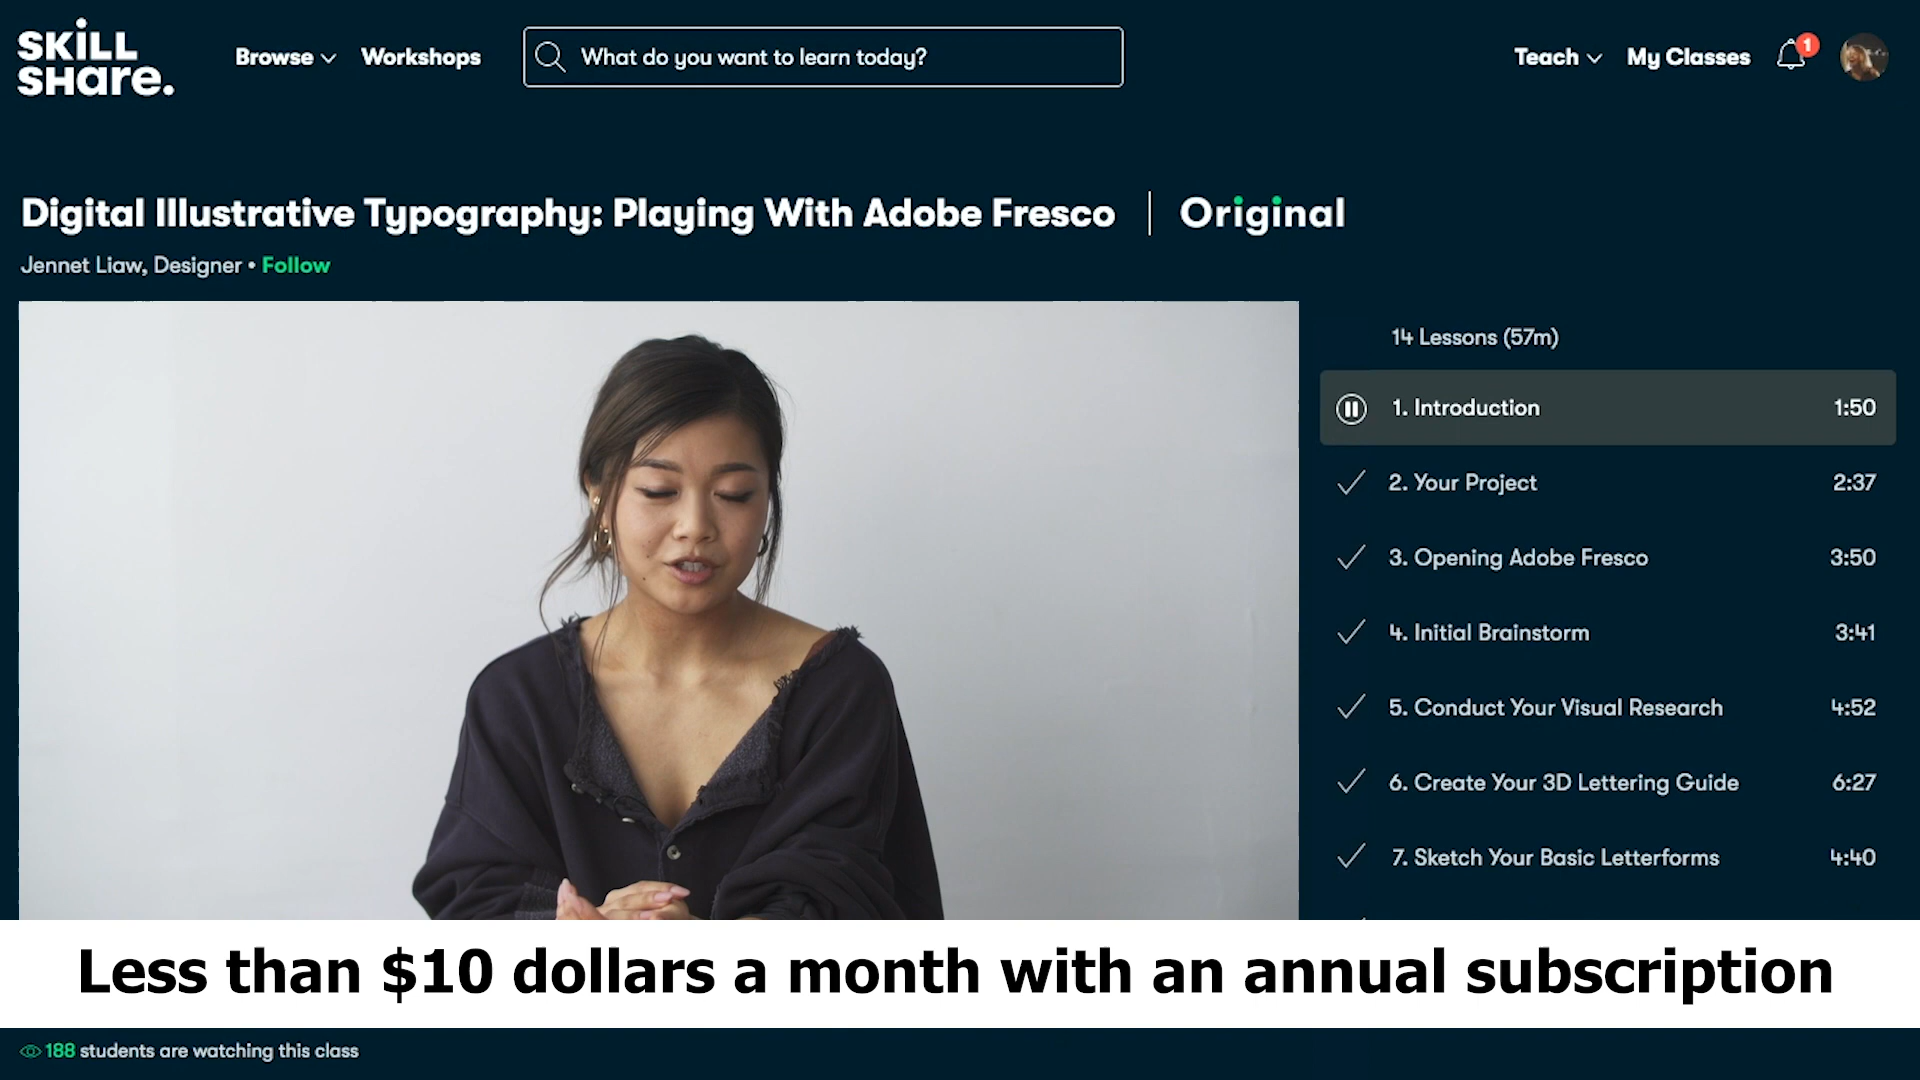 SKiLL
SHare.
Browse
Workshops
What do you want to learn today?
Teach
My Classes
1
Digital Illustrative Typography: Playing With Adobe Fresco | Original
Jennet Liaw, Designer • Follow
14 Lessons (57m)
1. Introduction 1:50
2. Your Project 2:37
3. Opening Adobe Fresco 3:50
4. Initial Brainstorm 3:41
5. Conduct Your Visual Research 4:52
6. Create Your 3D Lettering Guide 6:27
7. Sketch Your Basic Letterforms 4:40
Less than $10 dollars a month with an annual subscription
188 students are watching this class